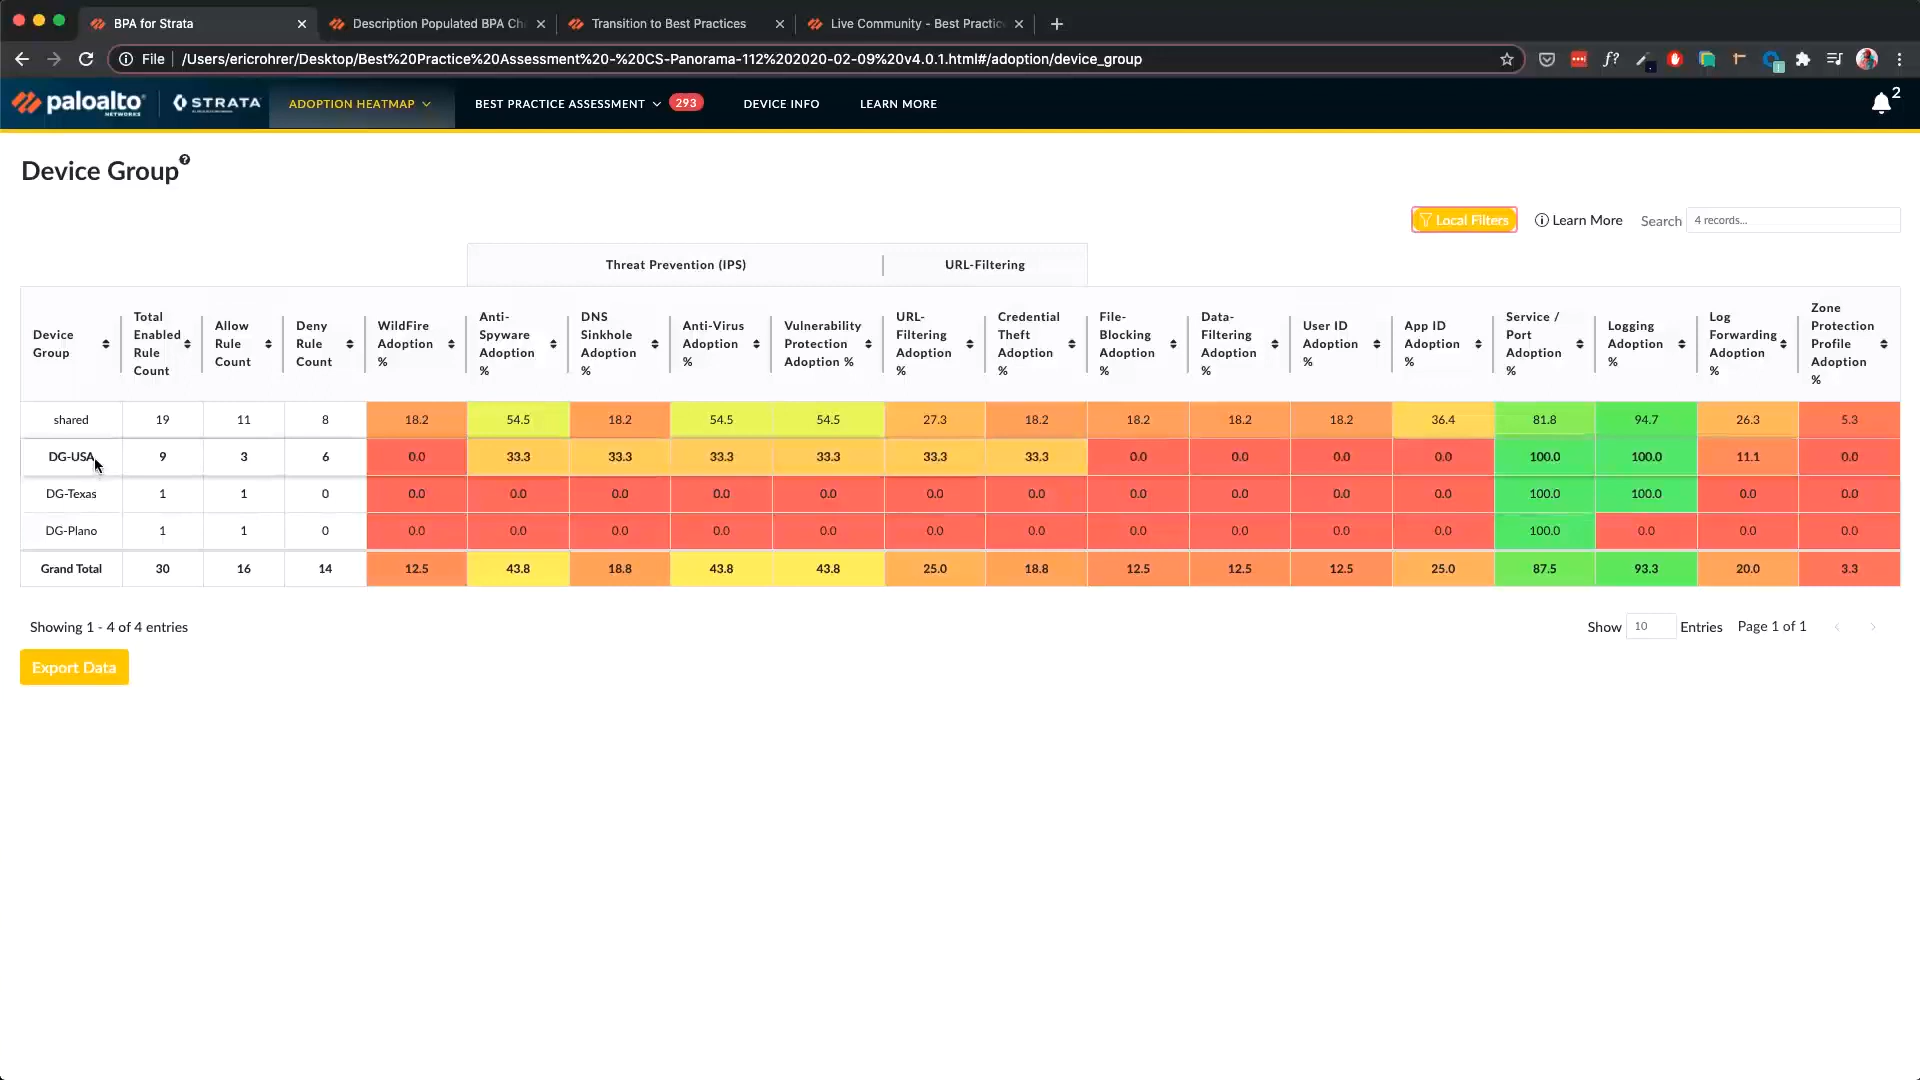 BPA for Strata
Description Populated BPA Ch
Transition to Best Practices
Live Community - Best Practic
File
/Users/ericrohrer/Desktop/Best%20Practice%20Assessment%20-%20CS-Panorama-112%202020-02-09%20v4.0.1.html#/adoption/device_group
paloalto NETWORKS
STRATA
ADOPTION HEATMAP
BEST PRACTICE ASSESSMENT 293
DEVICE INFO
LEARN MORE
2
Device Group
Local Filters
Learn More
Search 4 records...
Threat Prevention (IPS)
URL-Filtering
Device Group
Total Enabled Rule Count
Allow Rule Count
Deny Rule Count
WildFire Adoption %
Anti-Spyware Adoption %
DNS Sinkhole Adoption %
Anti-Virus Adoption %
Vulnerability Protection Adoption %
URL-Filtering Adoption %
Credential Theft Adoption %
File-Blocking Adoption %
Data-Filtering Adoption %
User ID Adoption %
App ID Adoption %
Service / Port Adoption %
Logging Adoption %
Log Forwarding Adoption %
Zone Protection Profile Adoption %
shared 19 11 8 18.2 54.5 18.2 54.5 54.5 27.3 18.2 18.2 18.2 18.2 36.4 81.8 94.7 26.3 5.3
DG-USA 9 3 6 0.0 33.3 33.3 33.3 33.3 33.3 33.3 0.0 0.0 0.0 0.0 100.0 100.0 11.1 0.0
DG-Texas 1 1 0 0.0 0.0 0.0 0.0 0.0 0.0 0.0 0.0 0.0 0.0 0.0 100.0 100.0 0.0 0.0
DG-Plano 1 1 0 0.0 0.0 0.0 0.0 0.0 0.0 0.0 0.0 0.0 0.0 0.0 100.0 0.0 0.0 0.0
Grand Total 30 16 14 12.5 43.8 18.8 43.8 43.8 25.0 18.8 12.5 12.5 12.5 25.0 87.5 93.3 20.0 3.3
Showing 1 - 4 of 4 entries
Show 10 Entries Page 1 of 1
Export Data